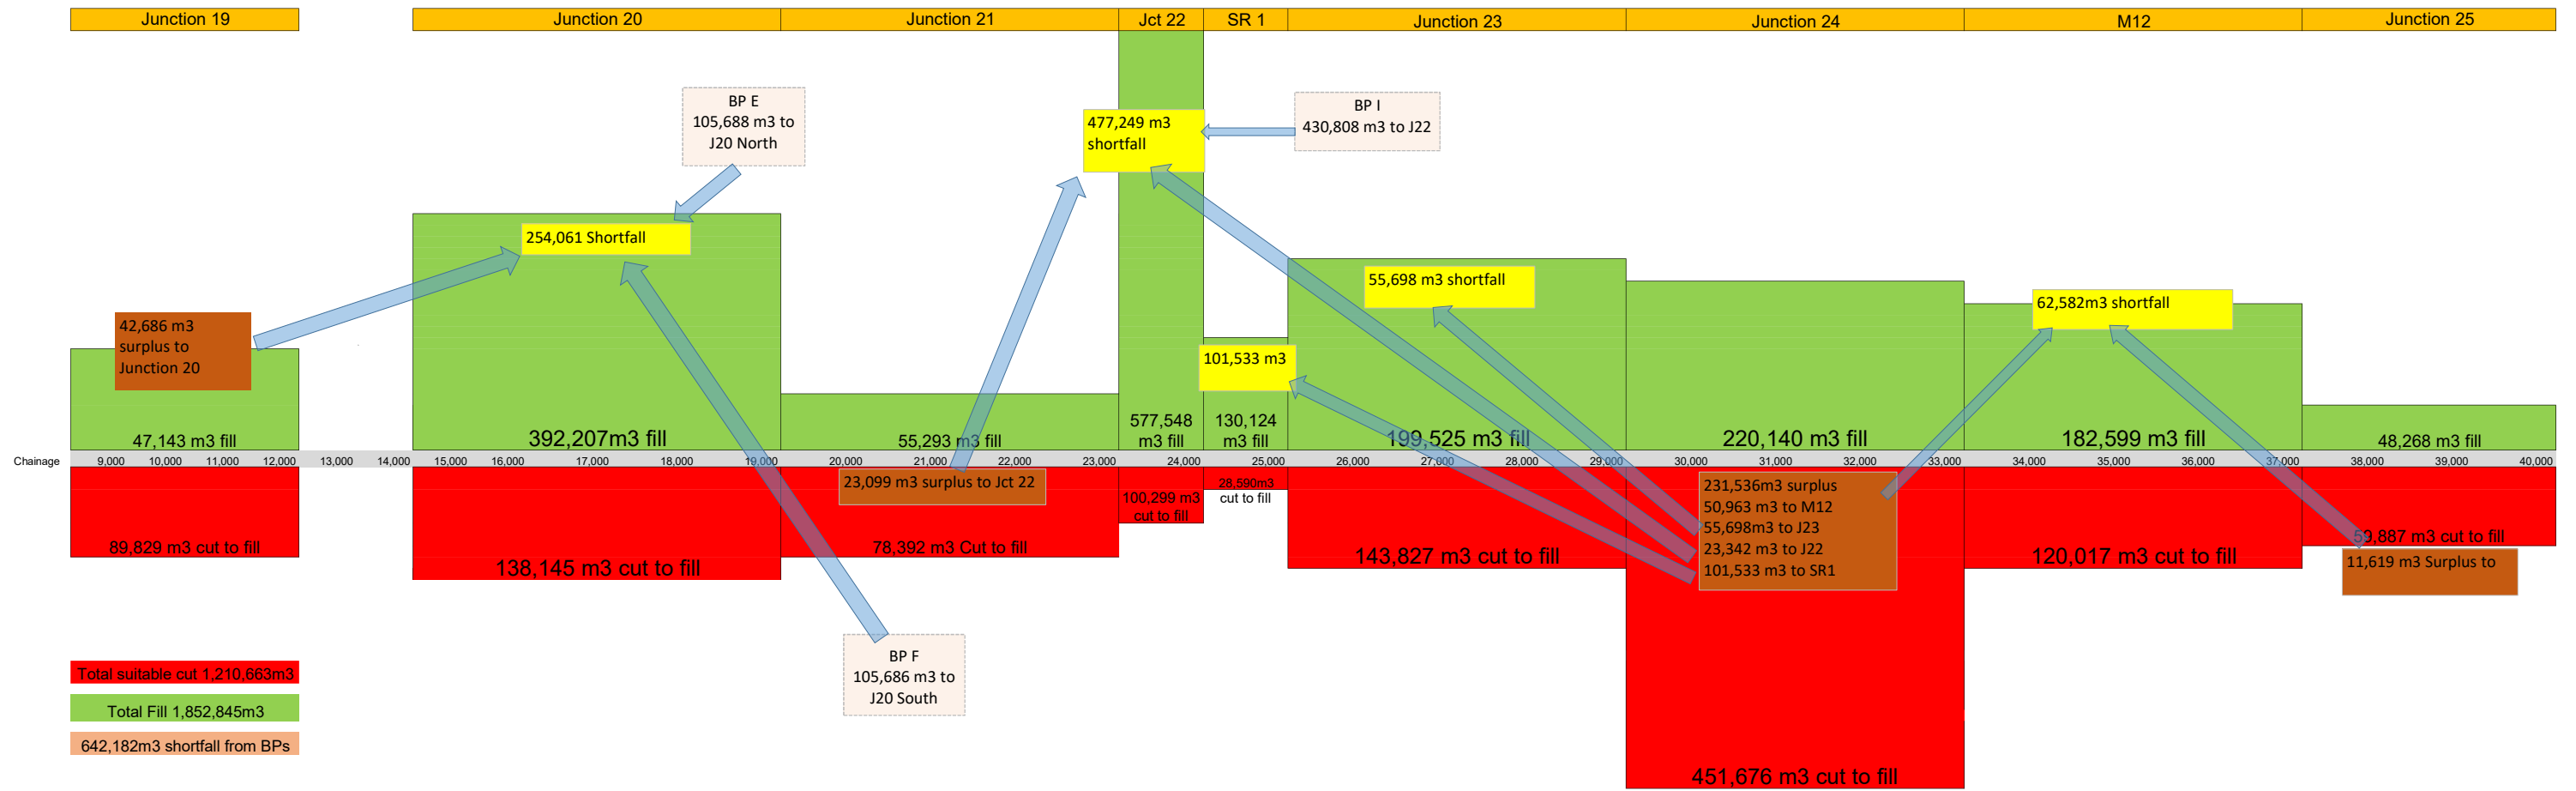 Junction 19
Junction 20
Junction 21
Jct 22
SR 1
Junction 23
Junction 24
M12
Junction 25
BP E
105,688 m3 to
J20 North
477,249 m3
shortfall
BP I
430,808 m3 to J22
254,061 Shortfall
55,698 m3 shortfall
62,582m3 shortfall
42,686 m3
surplus to
Junction 20
101,533 m3
47,143 m3 fill
392,207m3 fill
55,293 m3 fill
577,548
m3 fill
130,124
m3 fill
199,525 m3 fill
220,140 m3 fill
182,599 m3 fill
48,268 m3 fill
Chainage 9,000 10,000 11,000 12,000 13,000 14,000 15,000 16,000 17,000 18,000 19,000 20,000 21,000 22,000 23,000 24,000 25,000 26,000 27,000 28,000 29,000 30,000 31,000 32,000 33,000 34,000 35,000 36,000 37,000 38,000 39,000 40,000
23,099 m3 surplus to Jct 22
100,299 m3
cut to fill
28,590m3
cut to fill
231,536m3 surplus
50,963 m3 to M12
55,698m3 to J23
23,342 m3 to J22
101,533 m3 to SR1
89,829 m3 cut to fill
138,145 m3 cut to fill
78,392 m3 Cut to fill
143,827 m3 cut to fill
120,017 m3 cut to fill
59,887 m3 cut to fill
11,619 m3 Surplus to
451,676 m3 cut to fill
BP F
105,686 m3 to
J20 South
Total suitable cut 1,210,663m3
Total Fill 1,852,845m3
642,182m3 shortfall from BPs